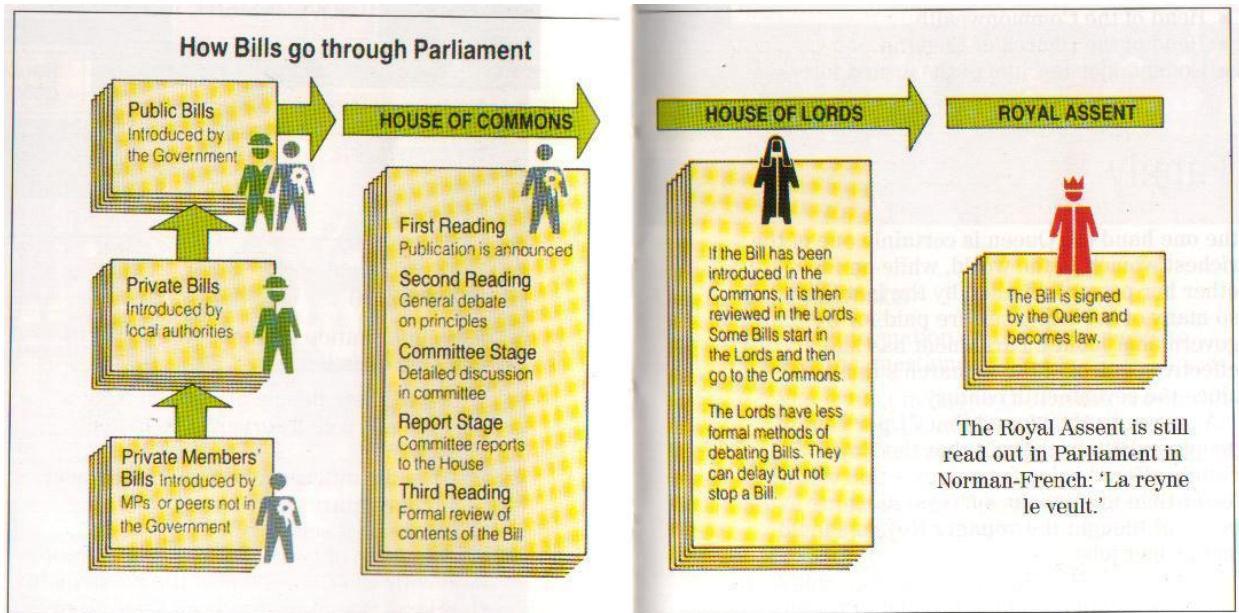 How Bills go through Parliament
Public Bills
Introduced by
the Government
Private Bills
Introduced by
local authorities
Private Members'
Bills Introduced by
MPs or peers not in
the Government
HOUSE OF COMMONS
First Reading
Publication is announced
Second Reading
General debate
on principles
Committee Stage
Detailed discussion
in committee
Report Stage
Committee reports
to the House
Third Reading
Formal review of
contents of the Bill
HOUSE OF LORDS
If the Bill has been
introduced in the
Commons, it is then
reviewed in the Lords.
Some Bills start in
the Lords and then
go to the Commons.
The Lords have less
formal methods of
debating Bills. They
can delay but not
stop a Bill.
ROYAL ASSENT
The Bill is signed
by the Queen and
becomes law.
The Royal Assent is still
read out in Parliament in
Norman-French: 'La reyne
le veult.'